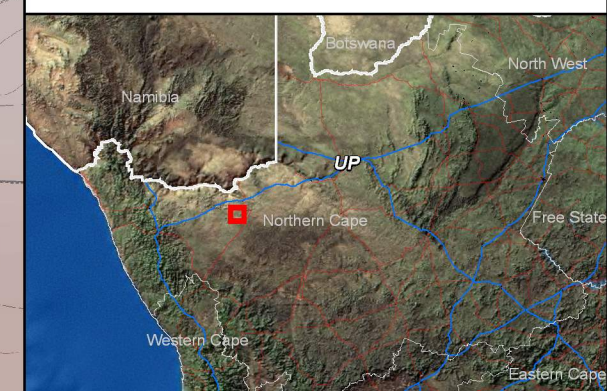 Botswana
North West
Namibia
UP
Northern Cape
Free State
Western Cape
Eastern Cape